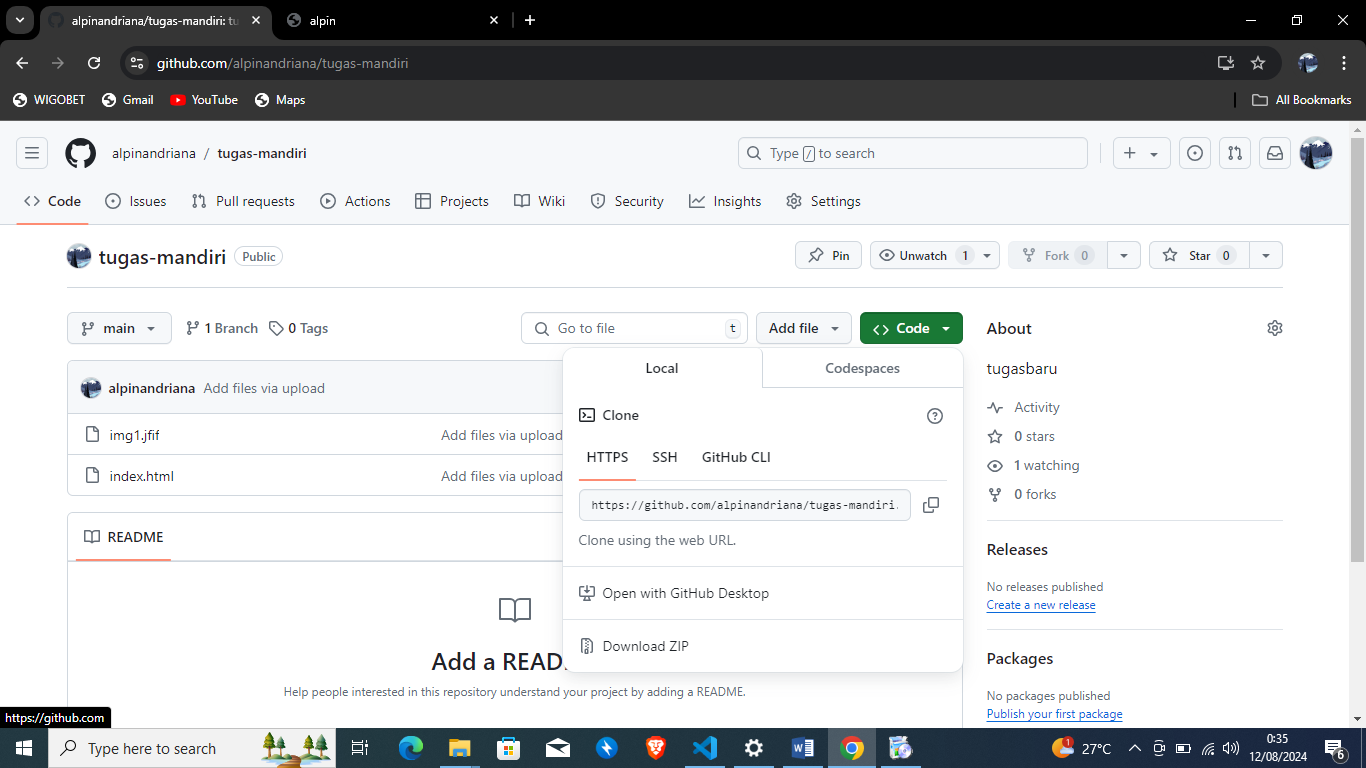 alpinandriana/tugas-mandiri: tu
alpin
github.com/alpinandriana/tugas-mandiri
WIGOBET
Gmail
YouTube
Maps
All Bookmarks
alpinandriana / tugas-mandiri
Type / to search
Code
Issues
Pull requests
Actions
Projects
Wiki
Security
Insights
Settings
tugas-mandiri
Public
Pin
Unwatch 1
Fork 0
Star 0
main
1 Branch
0 Tags
Go to file
t
Add file
Code
About
Local
Codespaces
tugasbaru
alpinandriana Add files via upload
Clone
Activity
img1.jfif
Add files via upload
0 stars
HTTPS
SSH
GitHub CLI
1 watching
index.html
Add files via upload
0 forks
https://github.com/alpinandriana/tugas-mandiri.
Clone using the web URL.
README
Releases
No releases published
Create a new release
Open with GitHub Desktop
Download ZIP
Add a READ
Help people interested in this repository understand your project by adding a README.
Packages
No packages published
Publish your first package
https://github.com
Type here to search
1
27°C
0:35
12/08/2024
6